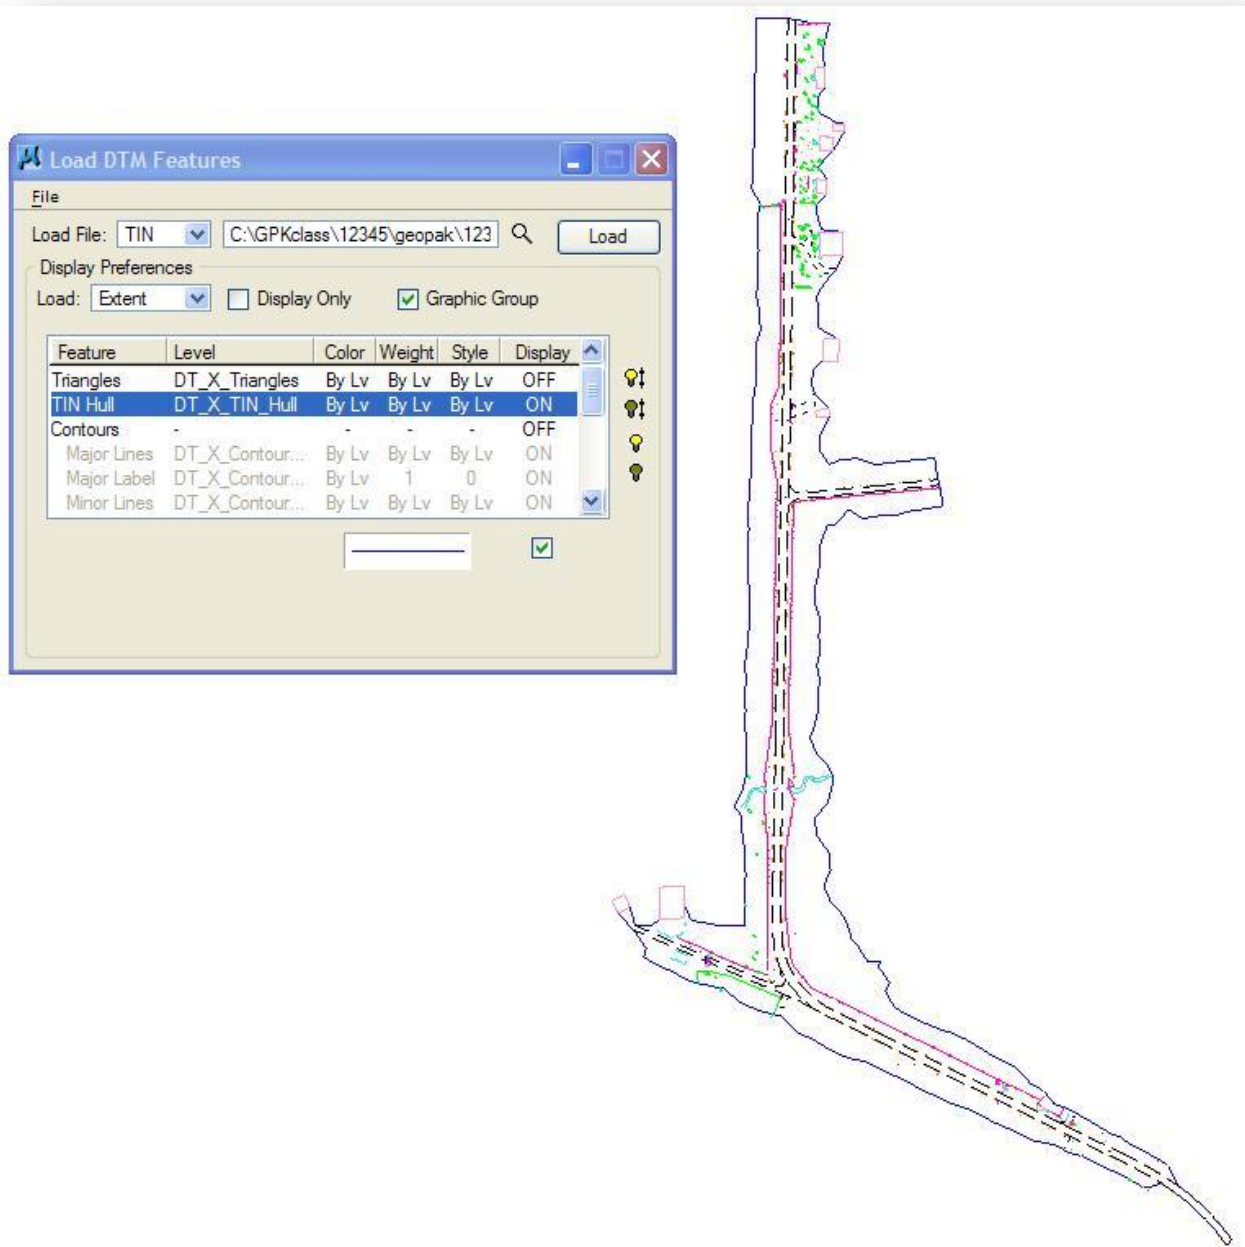 Load DTM Features
File
Load File: TIN C:\GPKclass\12345\geopak\123 Load
Display Preferences
Load: Extent Display Only Graphic Group
Feature Level Color Weight Style Display
Triangles DT_X_Triangles By Lv By Lv By Lv OFF
TIN Hull DT_X_TIN_Hull By Lv By Lv By Lv ON
Contours - - - - OFF
Major Lines DT_X_Contour... By Lv By Lv By Lv ON
Major Label DT_X_Contour... By Lv 1 0 ON
Minor Lines DT_X_Contour... By Lv By Lv By Lv ON